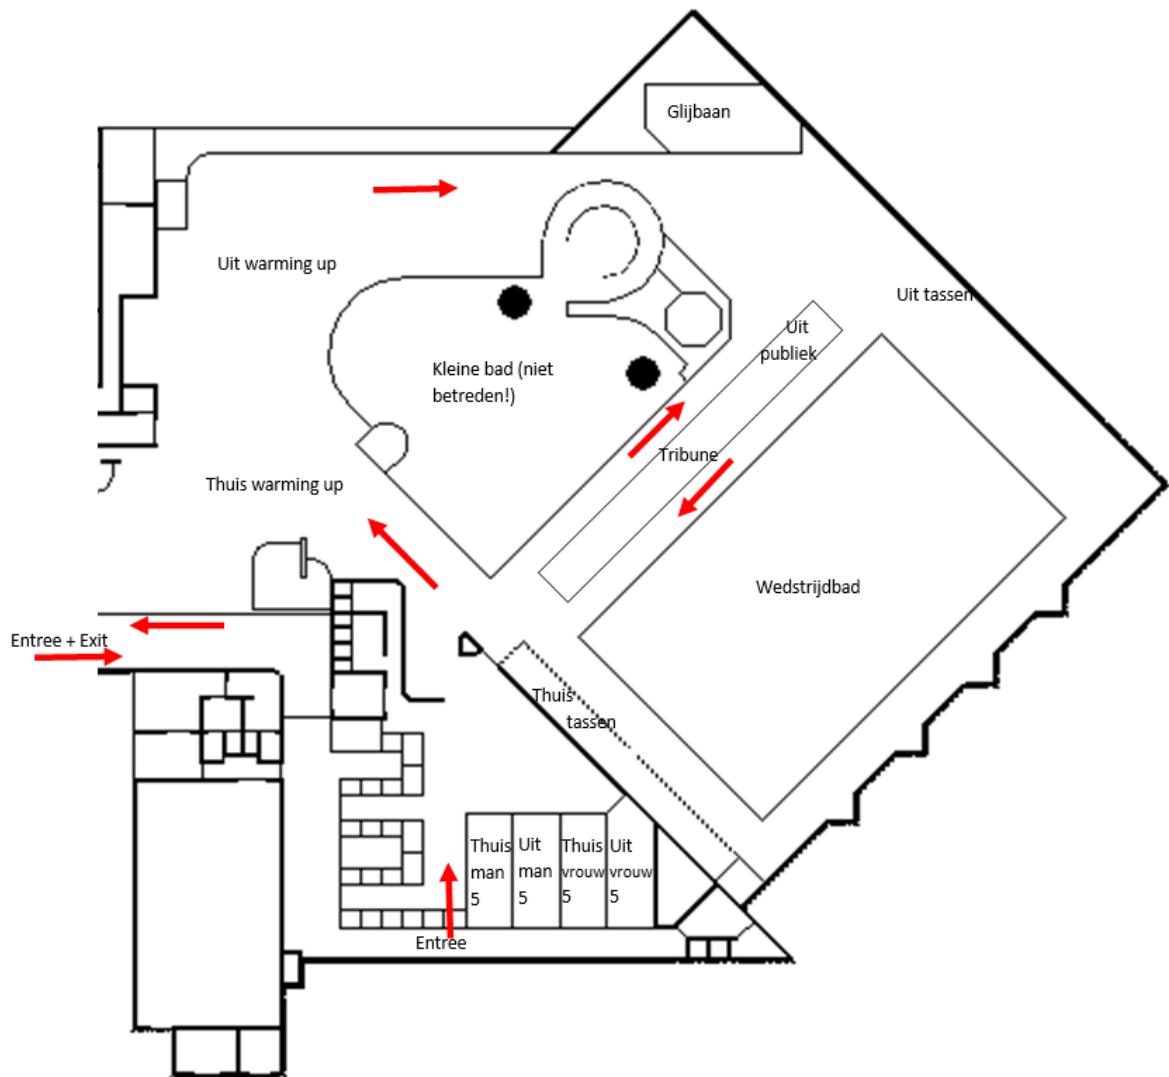 Glijbaan
Uit warming up
Uit tassen
Uit
publiek
Kleine bad (niet
betreden!)
Tribune
Thuis warming up
Wedstrijdbad
Entree + Exit
Thuis
tassen
Thuis
man
5
Uit
man
5
Thuis
vrouw
5
Uit
vrouw
5
Entree